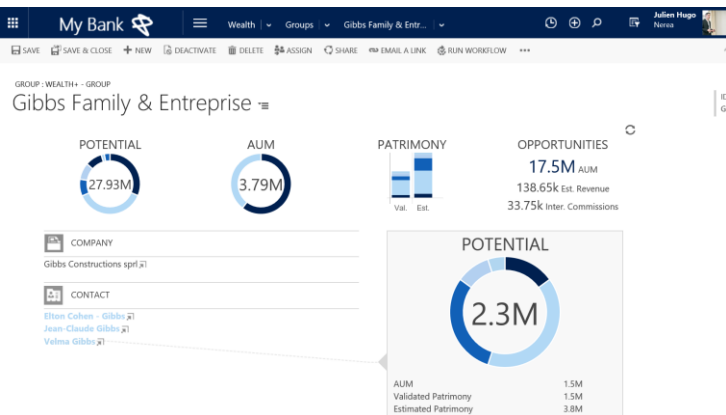 My Bank
Wealth
Groups
Gibbs Family & Entr...
Julien Hugo
Nerea
SAVE
SAVE & CLOSE
+ NEW
DEACTIVATE
DELETE
ASSIGN
SHARE
EMAIL A LINK
RUN WORKFLOW
•••
GROUP : WEALTH+ - GROUP
Gibbs Family & Entreprise
POTENTIAL
AUM
PATRIMONY
OPPORTUNITIES
27.93M
3.79M
Val. Est.
17.5M AUM
138.65k Est. Revenue
33.75k Inter. Commissions
COMPANY
Gibbs Constructions sprl
CONTACT
Elton Cohen - Gibbs
Jean-Claude Gibbs
Velma Gibbs
POTENTIAL
2.3M
AUM 1.5M
Validated Patrimony 1.5M
Estimated Patrimony 3.8M